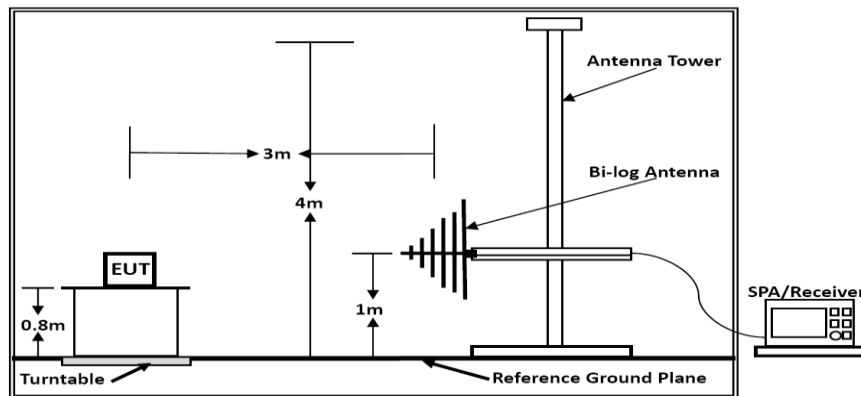 Antenna Tower
3m
Bi-log Antenna
4m
EUT
SPA/Receiver
0.8m
1m
Turntable
Reference Ground Plane